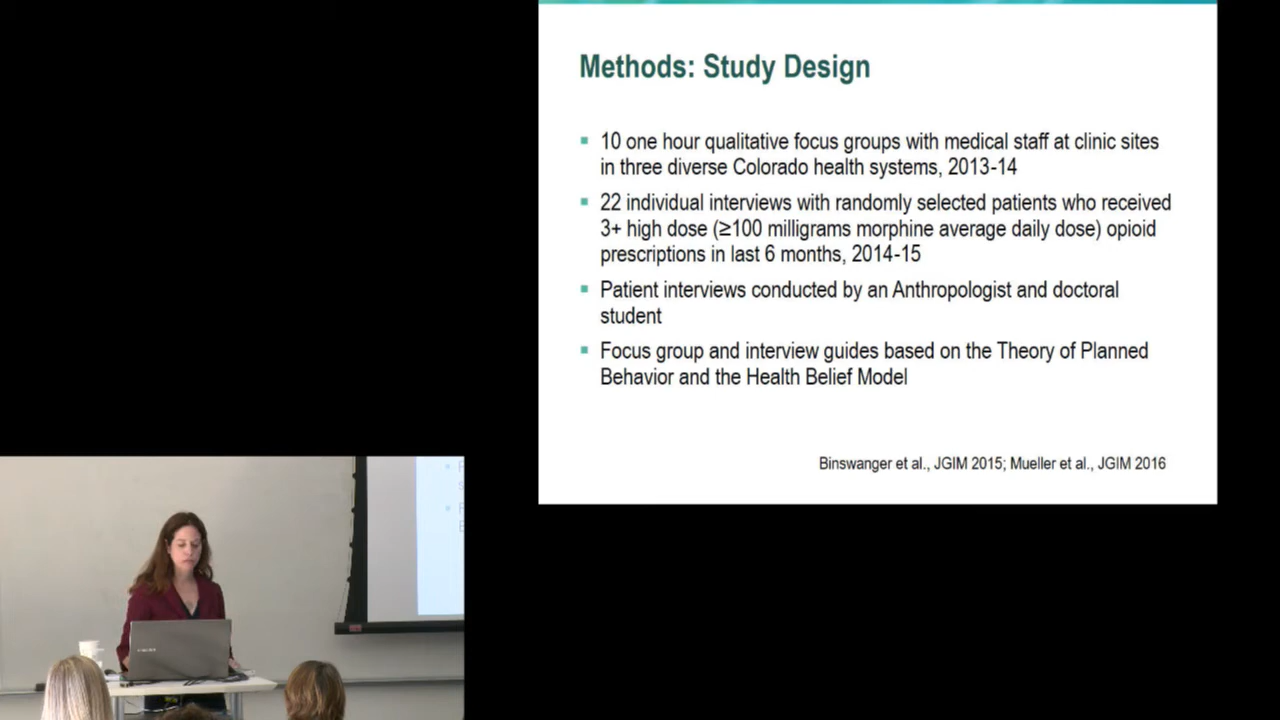 Methods: Study Design
10 one hour qualitative focus groups with medical staff at clinic sites
in three diverse Colorado health systems, 2013-14
22 individual interviews with randomly selected patients who received
3+ high dose (≥100 milligrams morphine average daily dose) opioid
prescriptions in last 6 months, 2014-15
Patient interviews conducted by an Anthropologist and doctoral
student
Focus group and interview guides based on the Theory of Planned
Behavior and the Health Belief Model
Binswanger et al., JGIM 2015; Mueller et al., JGIM 2016